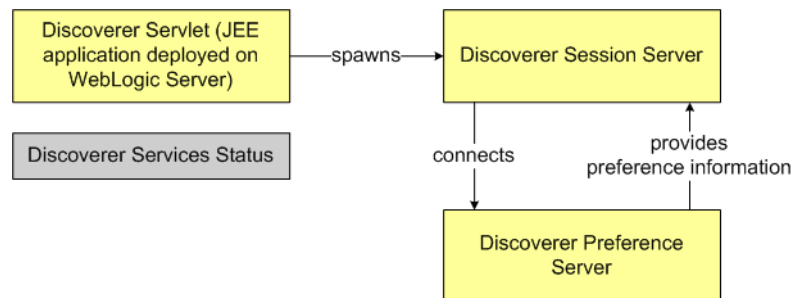 Discoverer Servlet (JEE
application deployed on
WebLogic Server)
spawns
Discoverer Session Server
Discoverer Services Status
connects
provides
preference information
Discoverer Preference
Server